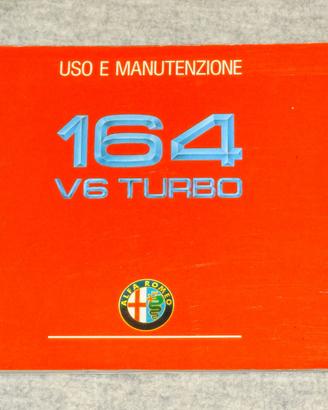 USO E MANUTENZIONE
164
V6 TURBO
ALFA ROMEO